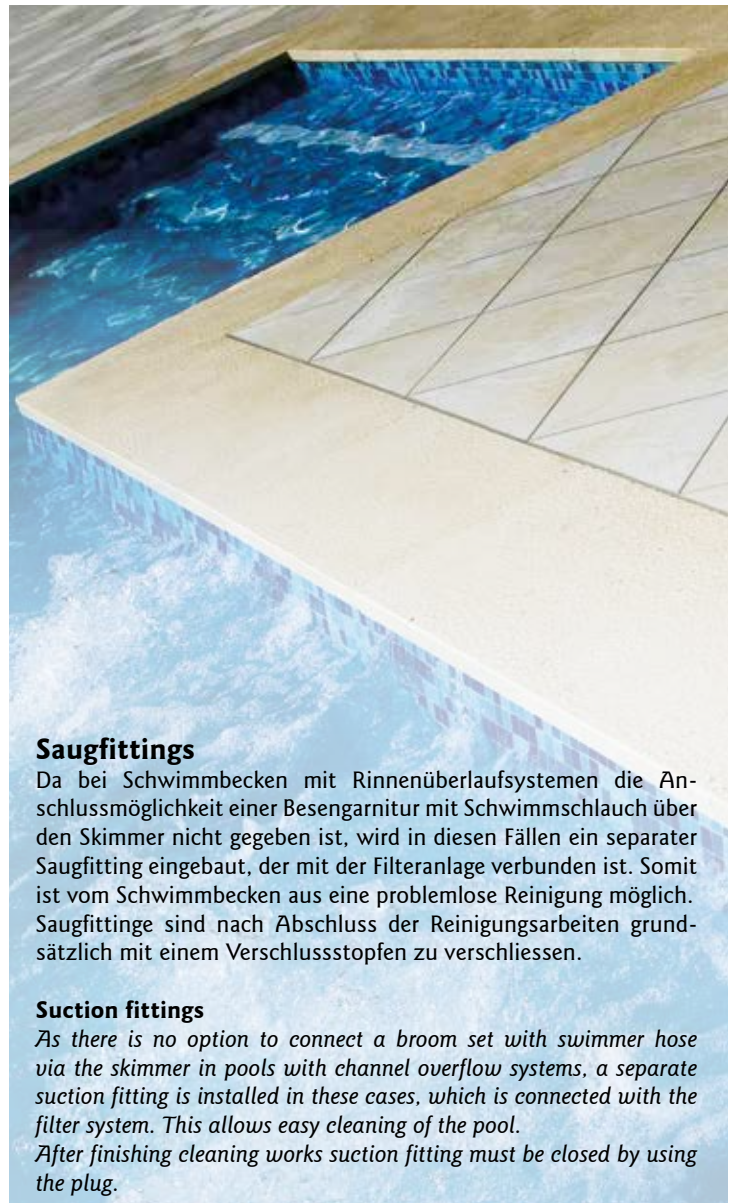 Saugfittings
Da bei Schwimmbecken mit Rinnenüberlaufsystemen die An-
schlussmöglichkeit einer Besengarnitur mit Schwimmschlauch über
den Skimmer nicht gegeben ist, wird in diesen Fällen ein separater
Saugfitting eingebaut, der mit der Filteranlage verbunden ist. Somit
ist vom Schwimmbecken aus eine problemlose Reinigung möglich.
Saugfittinge sind nach Abschluss der Reinigungsarbeiten grund-
sätzlich mit einem Verschlussstopfen zu verschliessen.
Suction fittings
As there is no option to connect a broom set with swimmer hose
via the skimmer in pools with channel overflow systems, a separate
suction fitting is installed in these cases, which is connected with the
filter system. This allows easy cleaning of the pool.
After finishing cleaning works suction fitting must be closed by using
the plug.